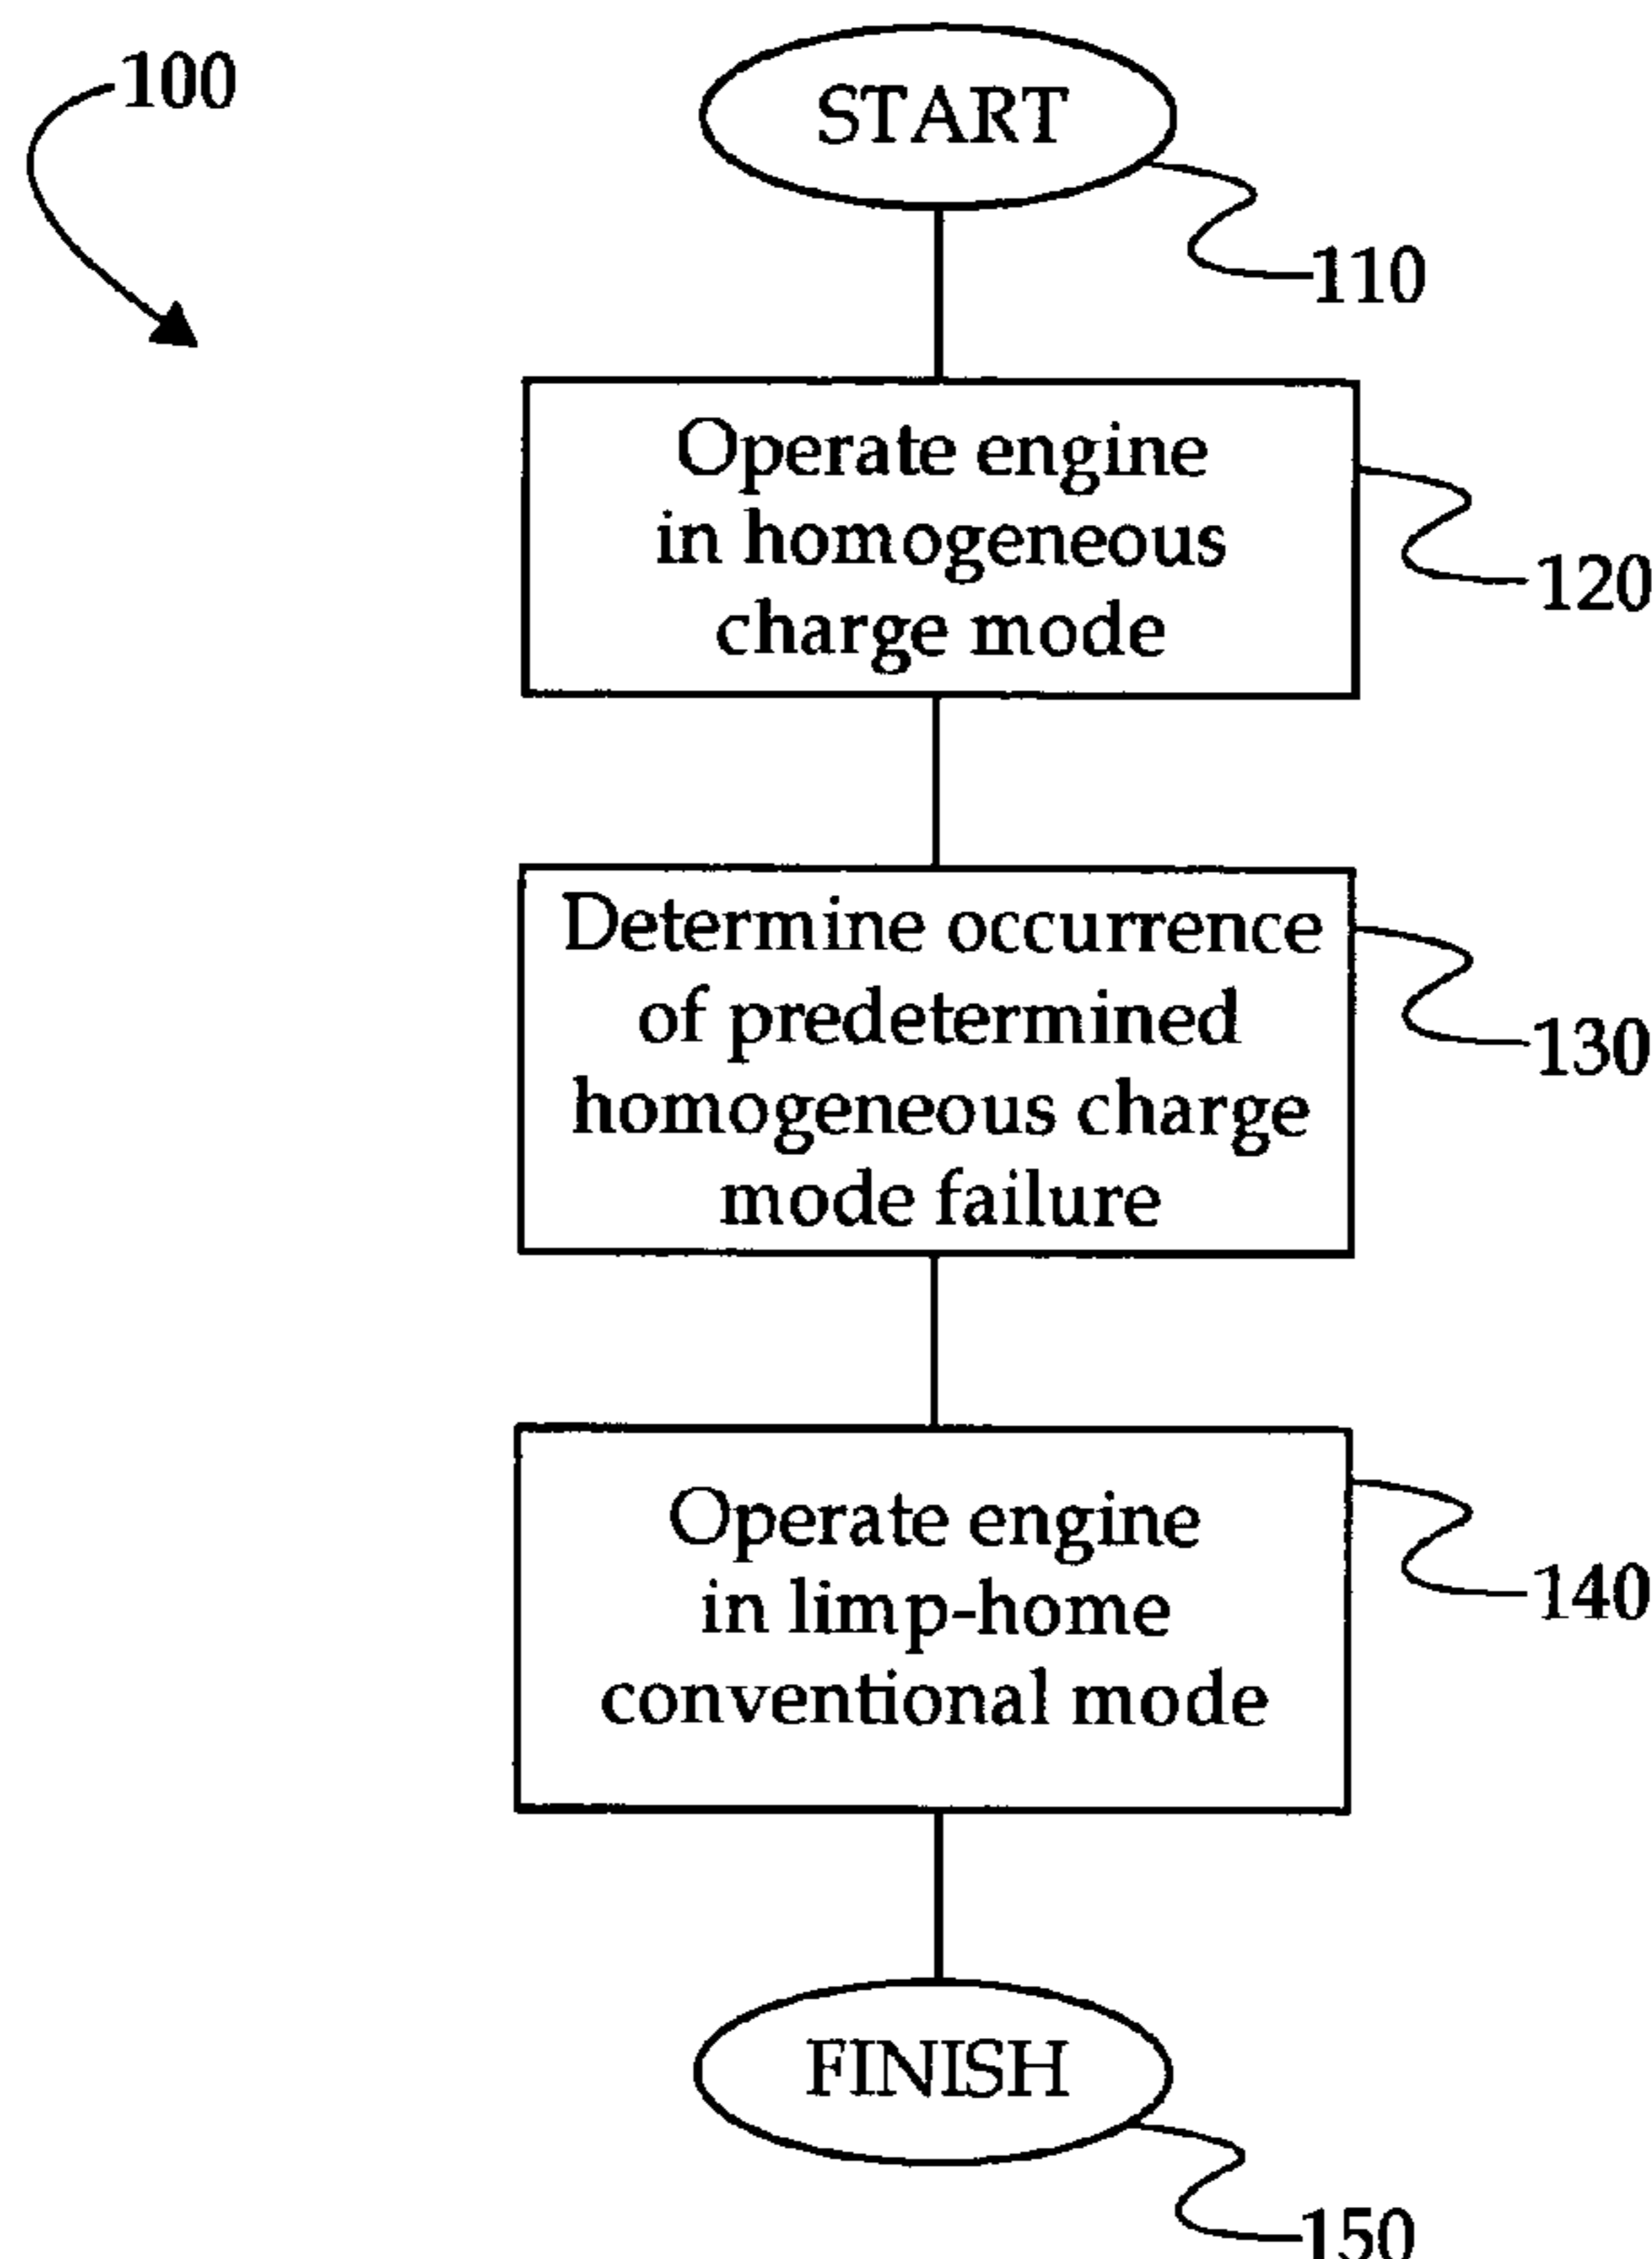 100
START
110
Operate engine
in homogeneous
charge mode
120
Determine occurrence
of predetermined
homogeneous charge
mode failure
130
Operate engine
in limp-home
conventional mode
140
FINISH
150